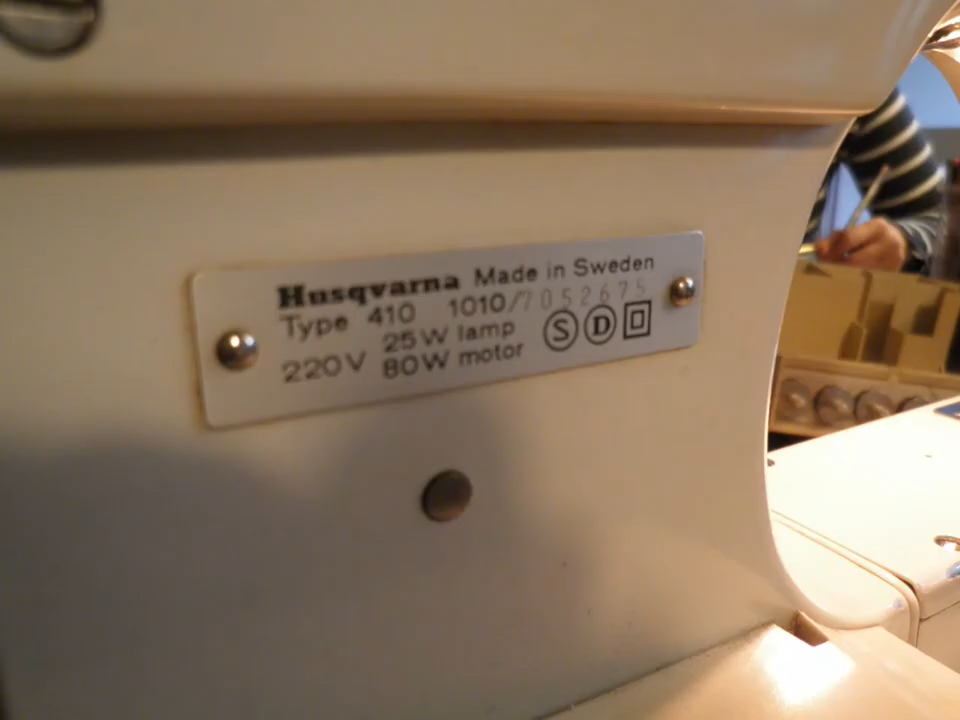 Husqvarna Made in Sweden
Type 410 1010/7052675
25W lamp S D
220V 80W motor